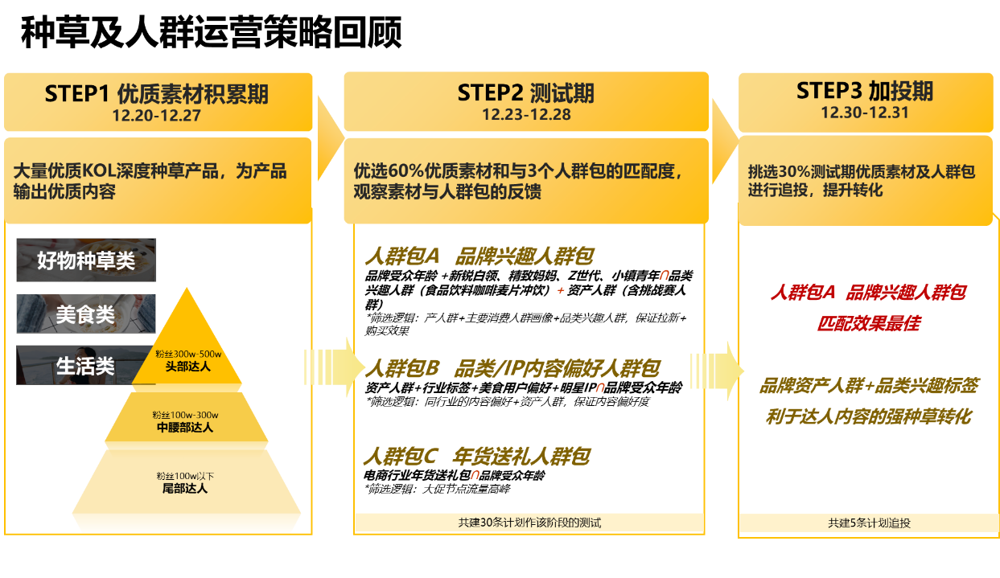 种草及人群运营策略回顾
STEP1 优质素材积累期
12.20-12.27
大量优质KOL深度种草产品，为产品
输出优质内容
好物种草类
美食类
生活类
粉丝300w-500w
头部达人
粉丝100w-300w
中腰部达人
粉丝100w以下
尾部达人
STEP2 测试期
12.23-12.28
优选60%优质素材和与3个人群包的匹配度，
观察素材与人群包的反馈
人群包A 品牌兴趣人群包
品牌受众年龄 +新锐白领、精致妈妈、Z世代、小镇青年∩品类
兴趣人群（食品饮料咖啡麦片冲饮）+ 资产人群（含挑战赛人
群）
*筛选逻辑：产人群+主要消费人群画像+品类兴趣人群，保证拉新+
购买效果
人群包B 品类/IP内容偏好人群包
资产人群+行业标签+美食用户偏好+明星IP∩品牌受众年龄
*筛选逻辑：同行业的内容偏好+资产人群，保证内容偏好度
人群包C 年货送礼人群包
电商行业年货送礼包∩品牌受众年龄
*筛选逻辑：大促节点流量高峰
共建30条计划作该阶段的测试
STEP3 加投期
12.30-12.31
挑选30%测试期优质素材及人群包
进行追投，提升转化
人群包A 品牌兴趣人群包
匹配效果最佳
品牌资产人群+品类兴趣标签
利于达人内容的强种草转化
共建5条计划追投